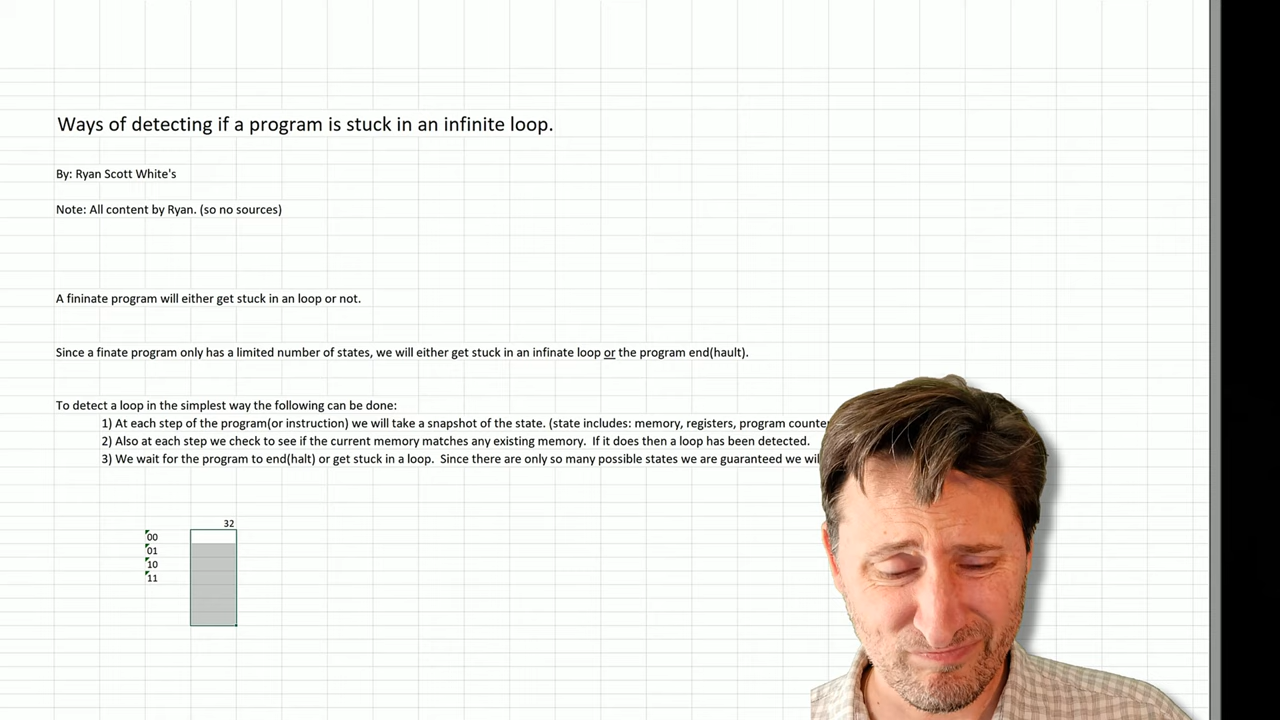 Ways of detecting if a program is stuck in an infinite loop.
By: Ryan Scott White's
Note: All content by Ryan. (so no sources)
A fininate program will either get stuck in an loop or not.
Since a finate program only has a limited number of states, we will either get stuck in an infinate loop or the program end(hault).
To detect a loop in the simplest way the following can be done:
1) At each step of the program(or instruction) we will take a snapshot of the state. (state includes: memory, registers, program counter
2) Also at each step we check to see if the current memory matches any existing memory.  If it does then a loop has been detected.
3) We wait for the program to end(halt) or get stuck in a loop.  Since there are only so many possible states we are guaranteed we
32
00
01
10
11